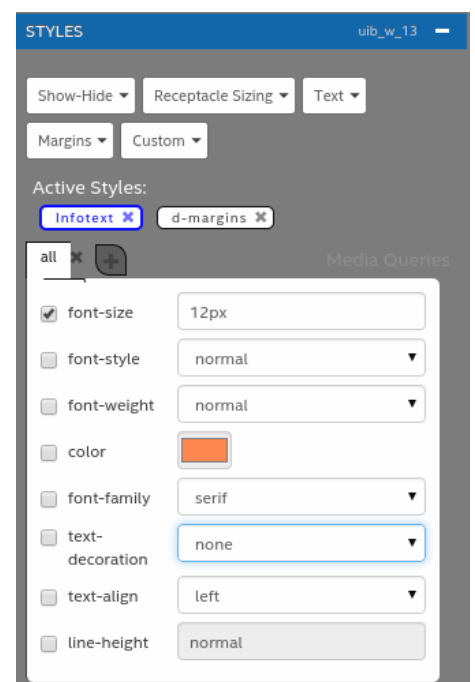 STYLES uib_w_13
Show-Hide Receptacle Sizing Text
Margins Custom
Active Styles:
Infotext d-margins
all Media Queries
font-size 12px
font-style normal
font-weight normal
color
font-family serif
text-
decoration none
text-align left
line-height normal